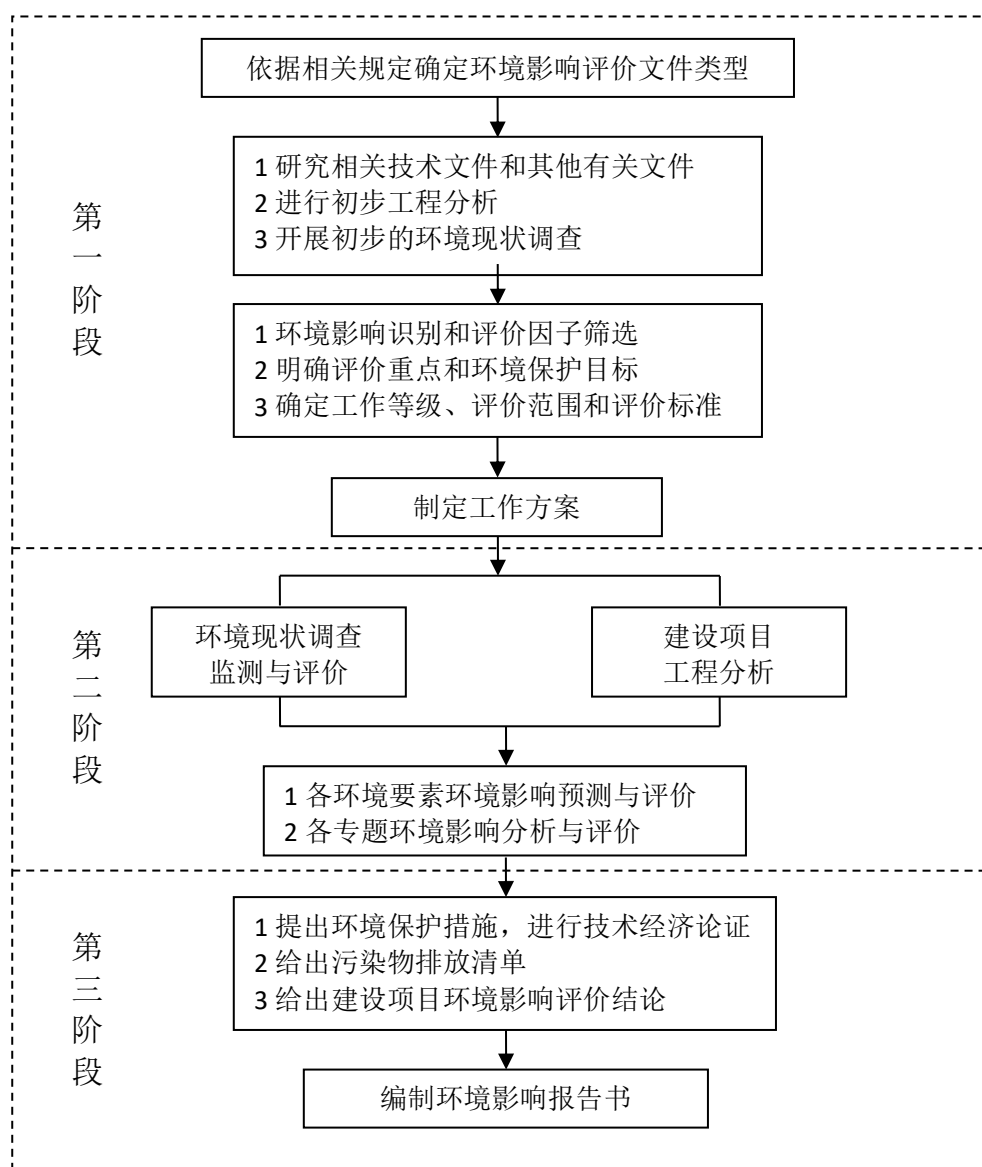 依据相关规定确定环境影响评价文件类型
1 研究相关技术文件和其他有关文件
2 进行初步工程分析
3 开展初步的环境现状调查
第一阶段
1 环境影响识别和评价因子筛选
2 明确评价重点和环境保护目标
3 确定工作等级、评价范围和评价标准
制定工作方案
第二阶段
环境现状调查
监测与评价
建设项目
工程分析
1 各环境要素环境影响预测与评价
2 各专题环境影响分析与评价
第三阶段
1 提出环境保护措施，进行技术经济论证
2 给出污染物排放清单
3 给出建设项目环境影响评价结论
编制环境影响报告书